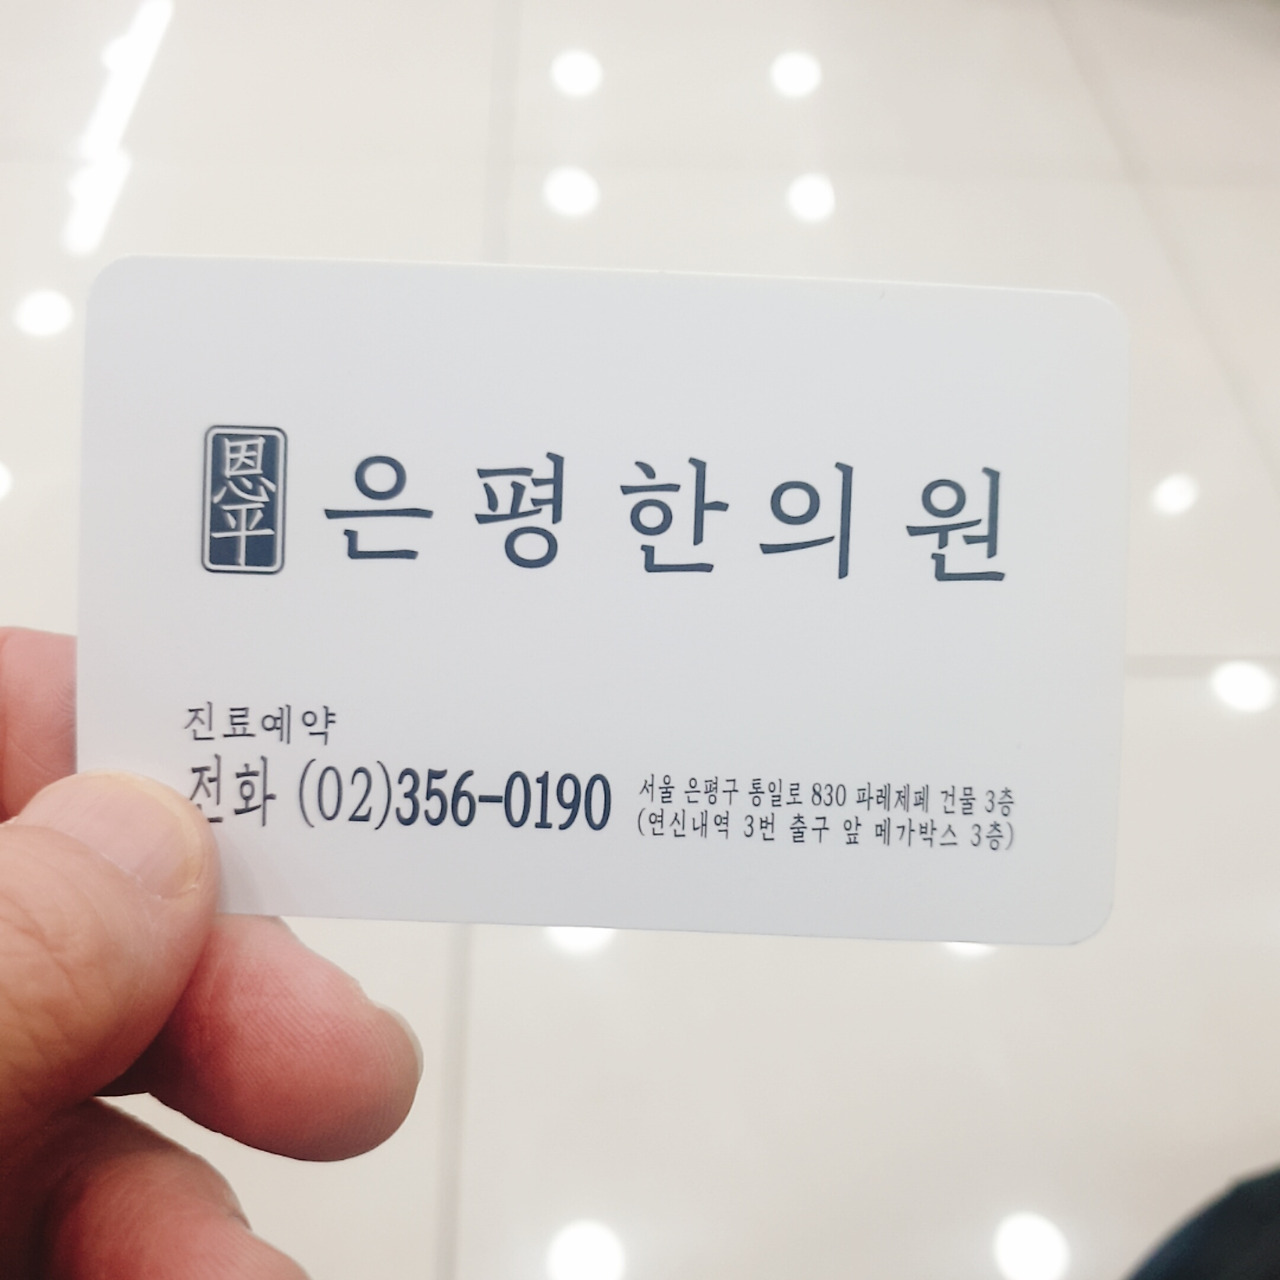 恩平 은평한의원
진료예약
전화 (02)356-0190
서울 은평구 통일로 830 파레제페 건물 3층
(연신내역 3번 출구 앞 메가박스 3층)